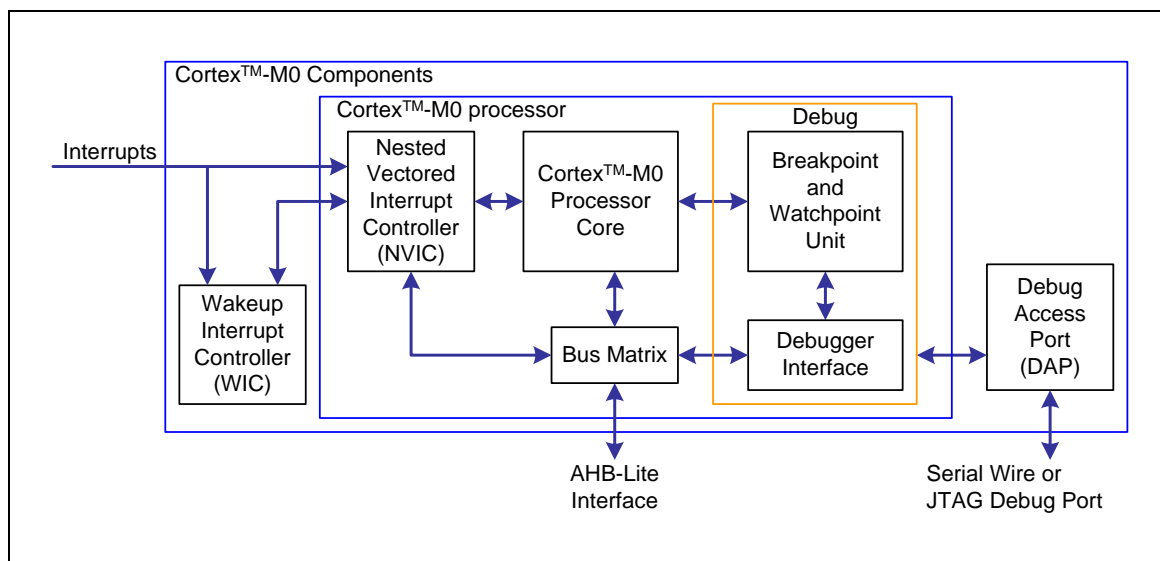 Cortex™-M0 Components
Cortex™-M0 processor
Debug
Interrupts
Nested
Vectored
Interrupt
Controller
(NVIC)
Cortex™-M0
Processor
Core
Breakpoint
and
Watchpoint
Unit
Wakeup
Interrupt
Controller
(WIC)
Bus Matrix
Debugger
Interface
Debug
Access
Port
(DAP)
AHB-Lite
Interface
Serial Wire or
JTAG Debug Port